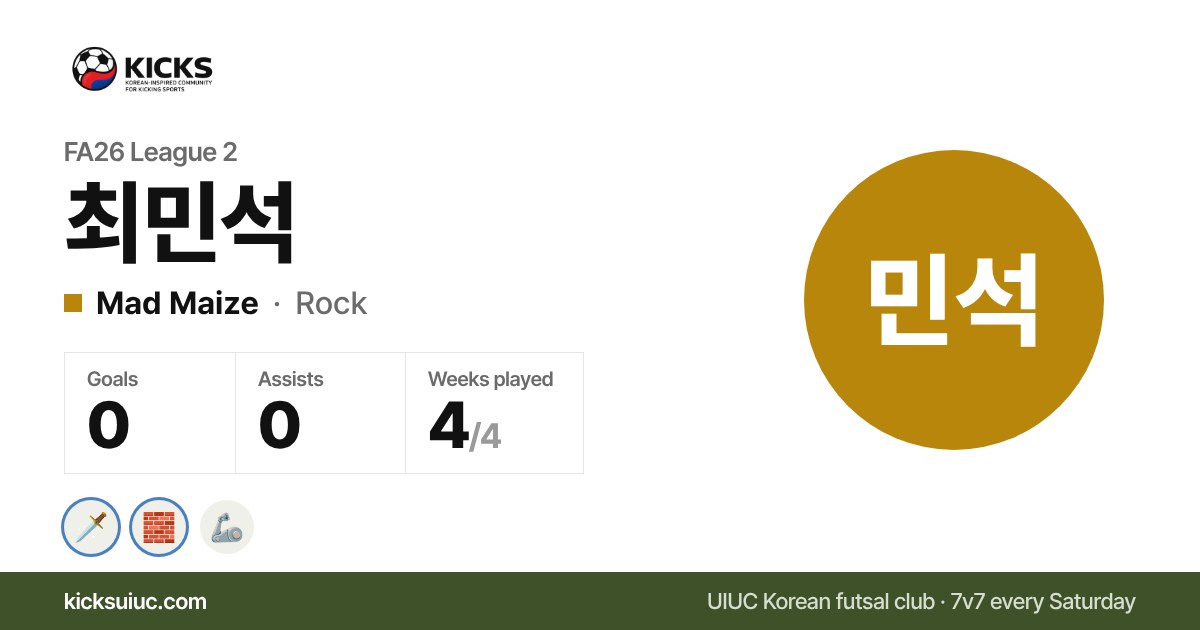 KICKS
KOREAN-INSPIRED COMMUNITY
FOR KICKING SPORTS
FA26 League 2
최민석
Mad Maize · Rock
Goals
0
Assists
0
Weeks played
4/4
민석
kicksuiuc.com
UIUC Korean futsal club · 7v7 every Saturday